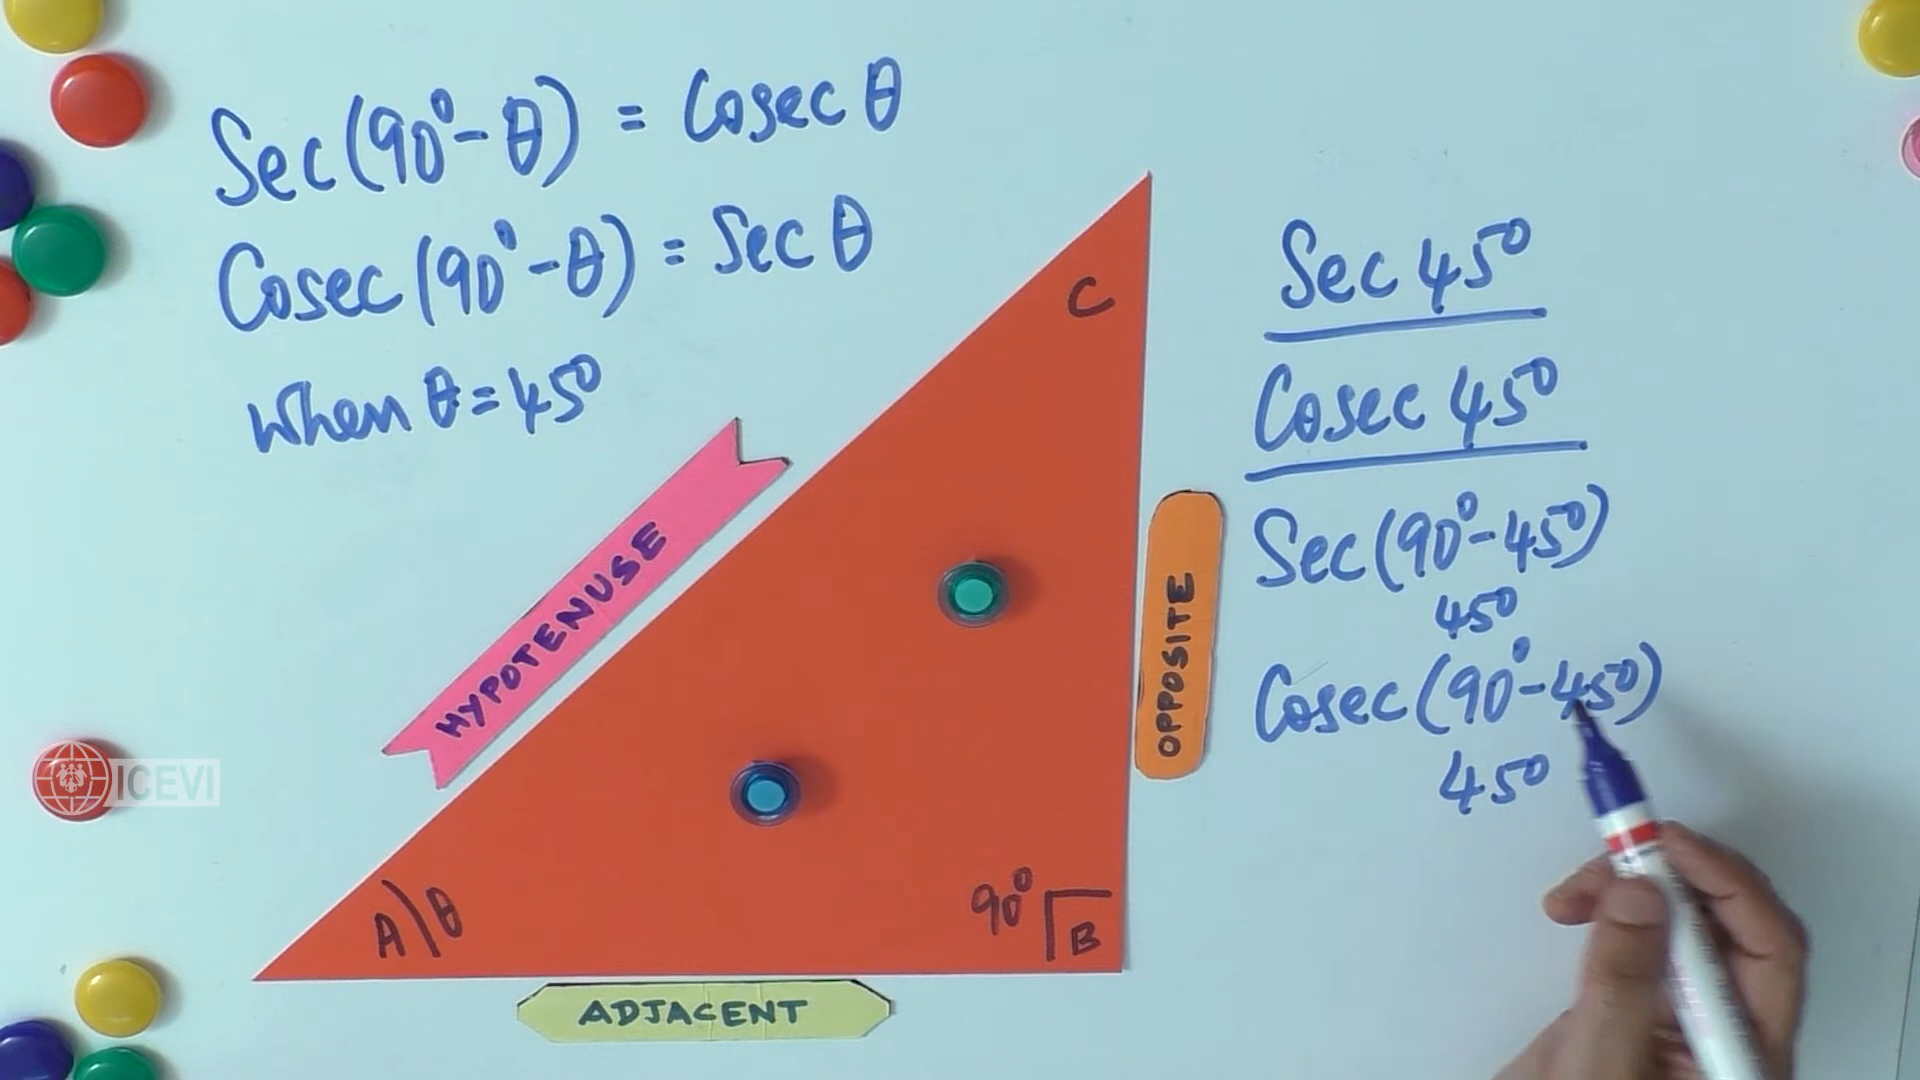 Sec(90°-θ) = Cosec θ
Cosec(90°-θ) = Sec θ
When θ = 45°
HYPOTENUSE
C
A θ
90° B
OPPOSITE
ADJACENT
Sec 45°
Cosec 45°
Sec(90°-45°)
45°
Cosec(90°-45°)
45°
ICEVI